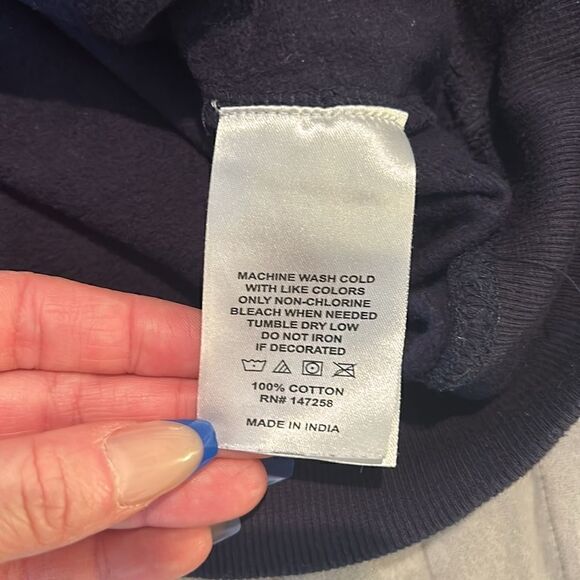 MACHINE WASH COLD
WITH LIKE COLORS
ONLY NON-CHLORINE
BLEACH WHEN NEEDED
TUMBLE DRY LOW
DO NOT IRON
IF DECORATED
100% COTTON
RN# 147258
MADE IN INDIA